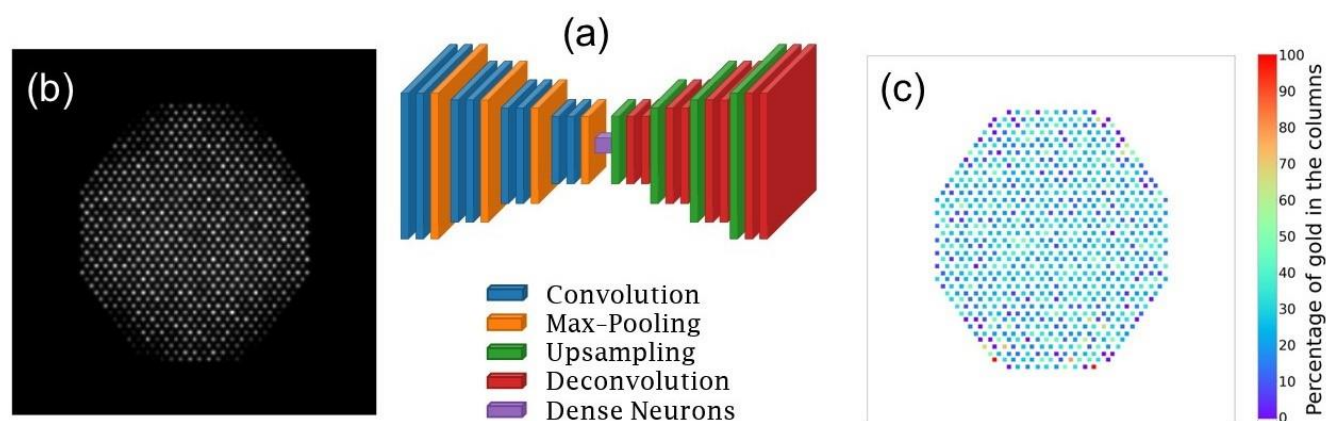 (a)
(b)
(c)
Convolution
Max-Pooling
Upsampling
Deconvolution
Dense Neurons
100
90
80
70
60
50
40
30
20
10
0
Percentage of gold in the columns